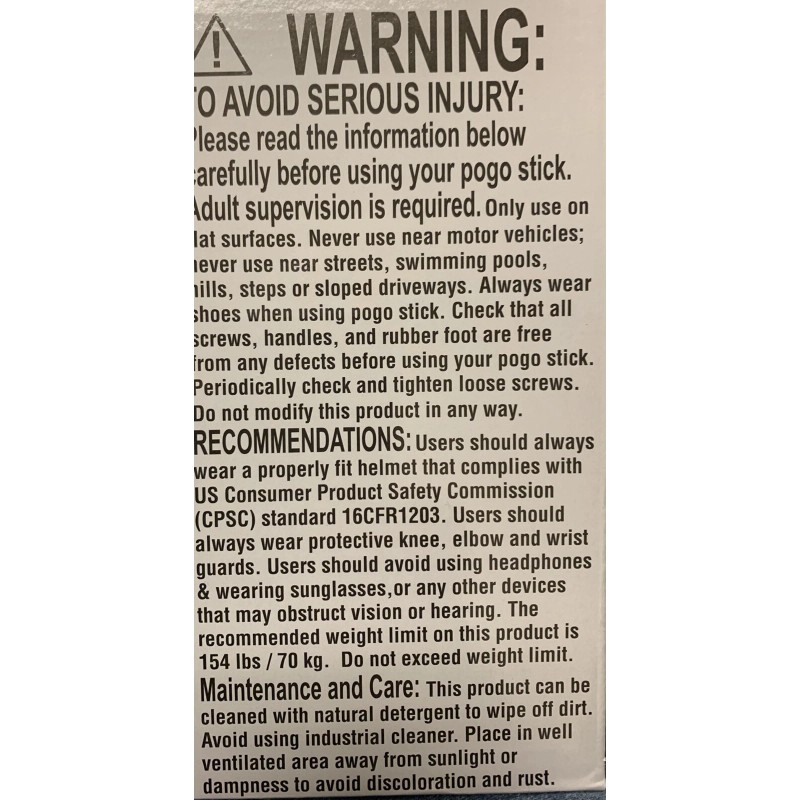 WARNING:
TO AVOID SERIOUS INJURY:
Please read the information below
carefully before using your pogo stick.
Adult supervision is required. Only use on
flat surfaces. Never use near motor vehicles;
never use near streets, swimming pools,
hills, steps or sloped driveways. Always wear
shoes when using pogo stick. Check that all
screws, handles, and rubber foot are free
from any defects before using your pogo stick.
Periodically check and tighten loose screws.
Do not modify this product in any way.
RECOMMENDATIONS: Users should always
wear a properly fit helmet that complies with
US Consumer Product Safety Commission
(CPSC) standard 16CFR1203. Users should
always wear protective knee, elbow and wrist
guards. Users should avoid using headphones
& wearing sunglasses,or any other devices
that may obstruct vision or hearing. The
recommended weight limit on this product is
154 lbs / 70 kg. Do not exceed weight limit.
Maintenance and Care: This product can be
cleaned with natural detergent to wipe off dirt.
Avoid using industrial cleaner. Place in well
ventilated area away from sunlight or
dampness to avoid discoloration and rust.